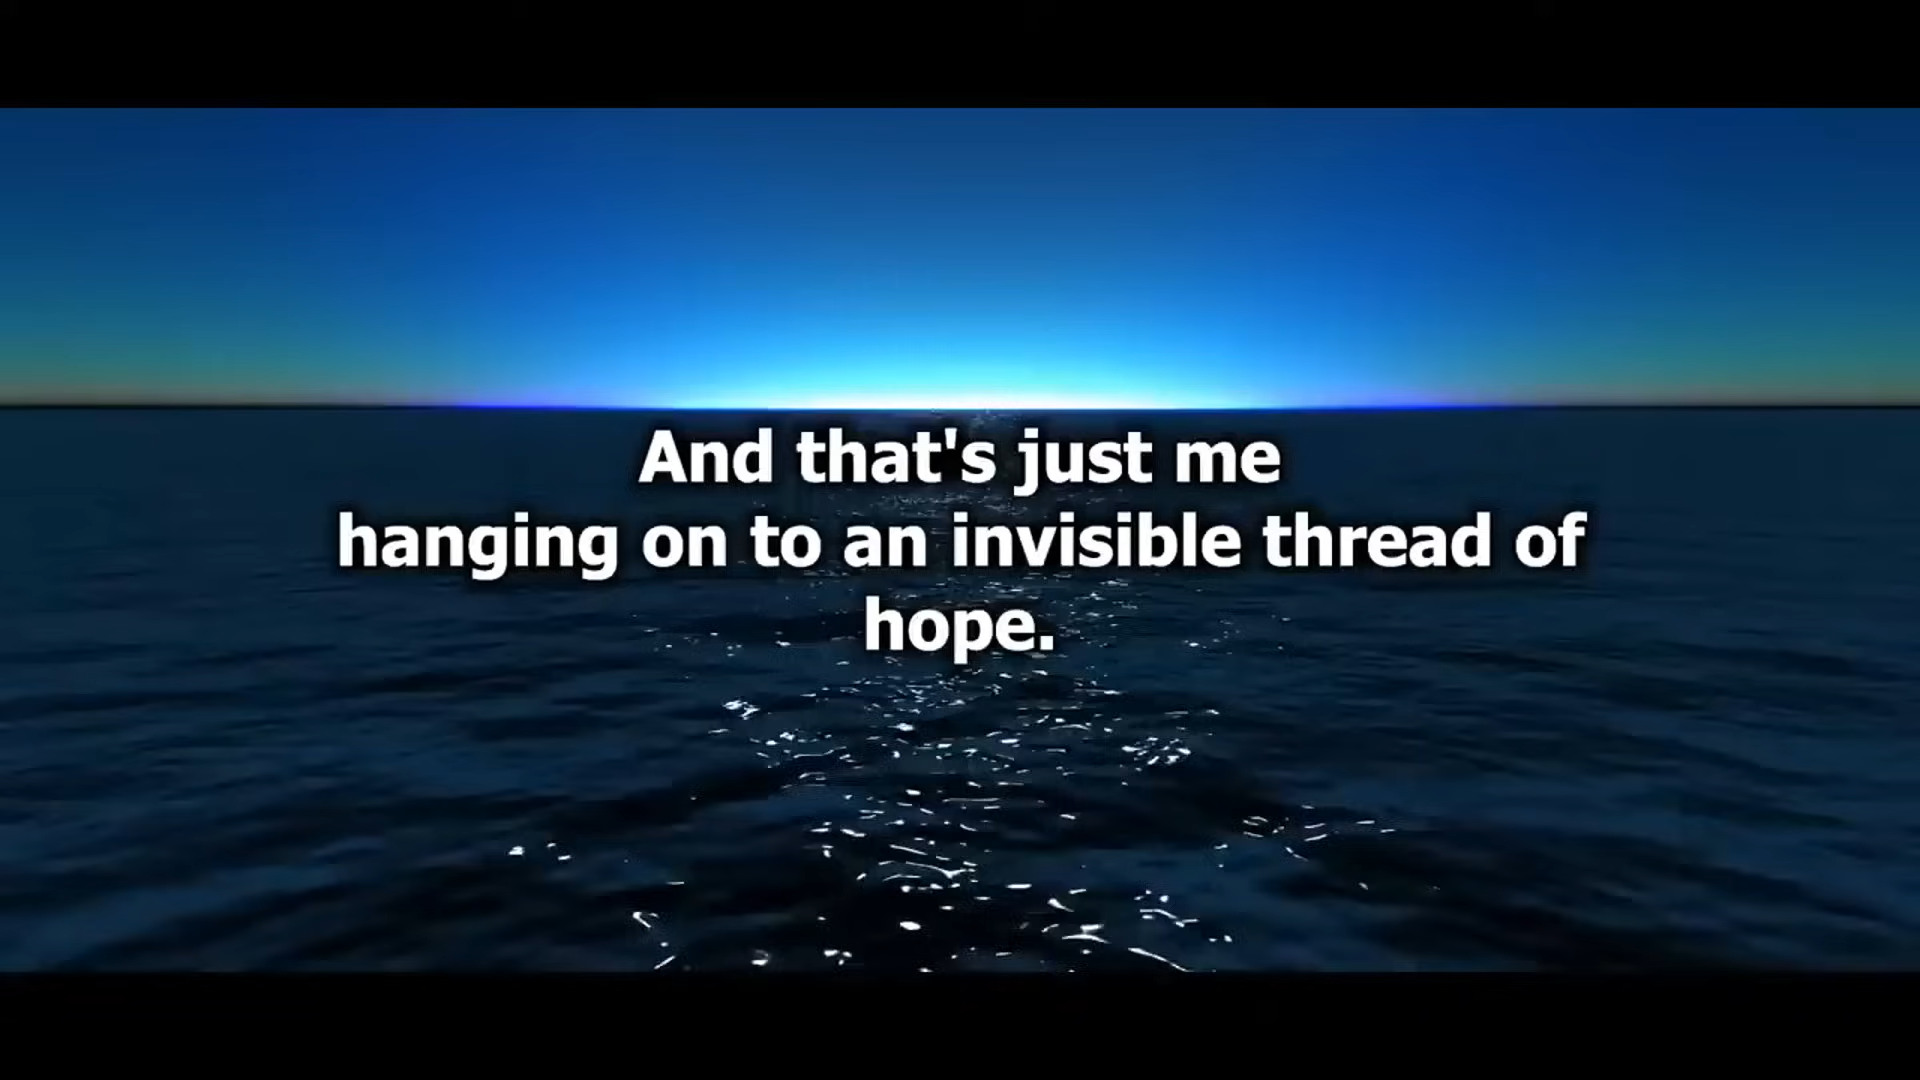 And that's just me
hanging on to an invisible thread of
hope.